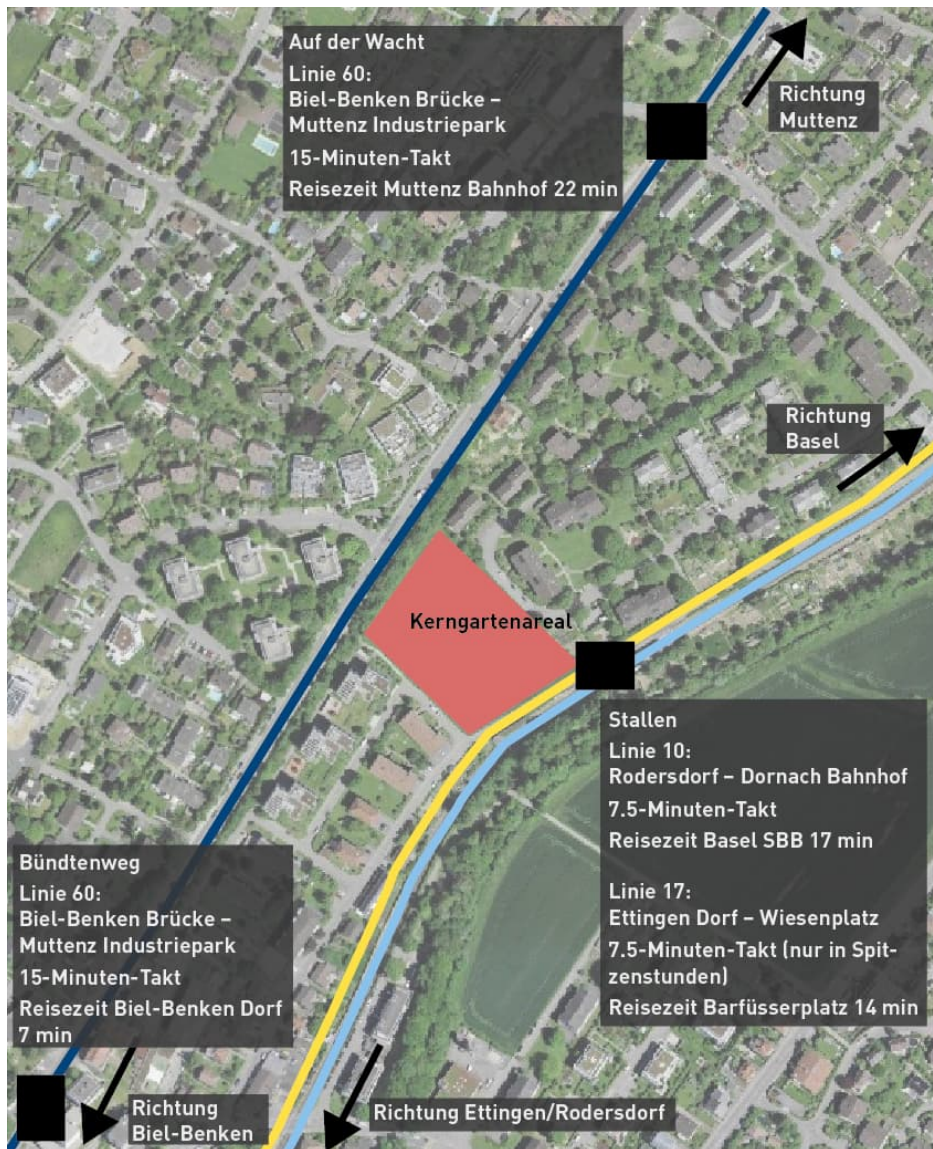 Auf der Wacht
Linie 60:
Biel-Benken Brücke –
Muttenz Industriepark
15-Minuten-Takt
Reisezeit Muttenz Bahnhof 22 min
Richtung
Muttenz
Richtung
Basel
Kerngartenareal
Stallen
Linie 10:
Rodersdorf – Dornach Bahnhof
7.5-Minuten-Takt
Reisezeit Basel SBB 17 min
Linie 17:
Ettingen Dorf – Wiesenplatz
7.5-Minuten-Takt (nur in Spit-
zenstunden)
Reisezeit Barfüsserplatz 14 min
Bündtenweg
Linie 60:
Biel-Benken Brücke –
Muttenz Industriepark
15-Minuten-Takt
Reisezeit Biel-Benken Dorf
7 min
Richtung
Biel-Benken
Richtung Ettingen/Rodersdorf